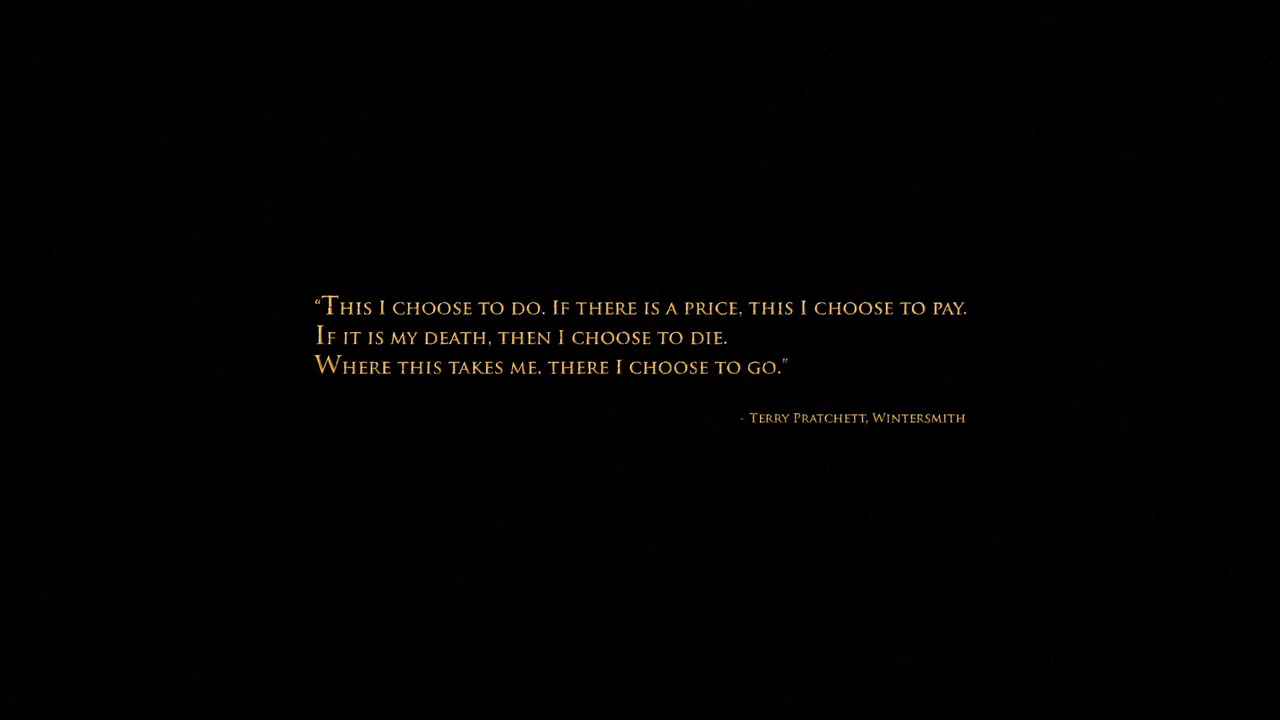 “This I choose to do. If there is a price, this I choose to pay.
If it is my death, then I choose to die.
Where this takes me, there I choose to go.”
- Terry Pratchett, Wintersmith